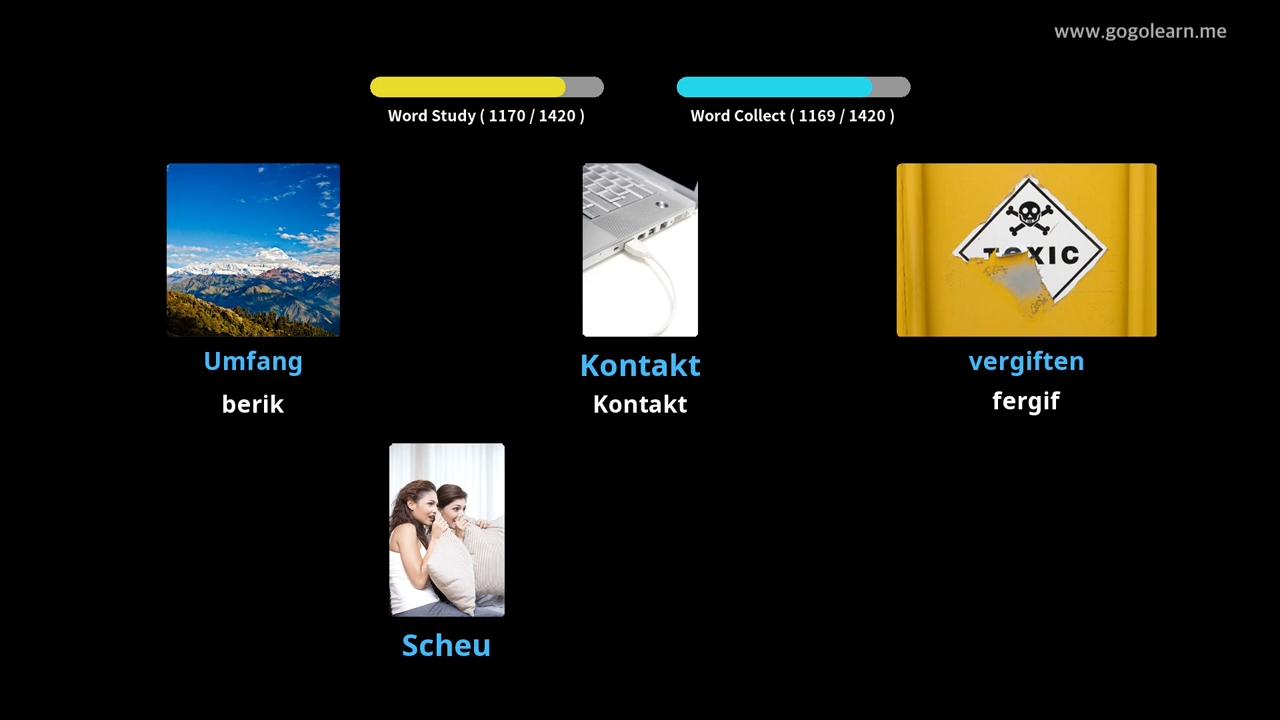 www.gogolearn.me
Word Study ( 1170 / 1420 )
Word Collect ( 1169 / 1420 )
TOXIC
Umfang
berik
Kontakt
Kontakt
vergiften
fergif
Scheu